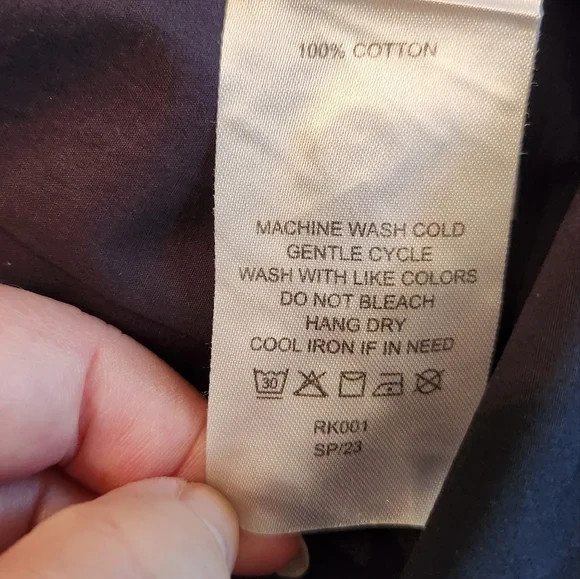 100% COTTON
MACHINE WASH COLD
GENTLE CYCLE
WASH WITH LIKE COLORS
DO NOT BLEACH
HANG DRY
COOL IRON IF IN NEED
30
RK001
SP/23